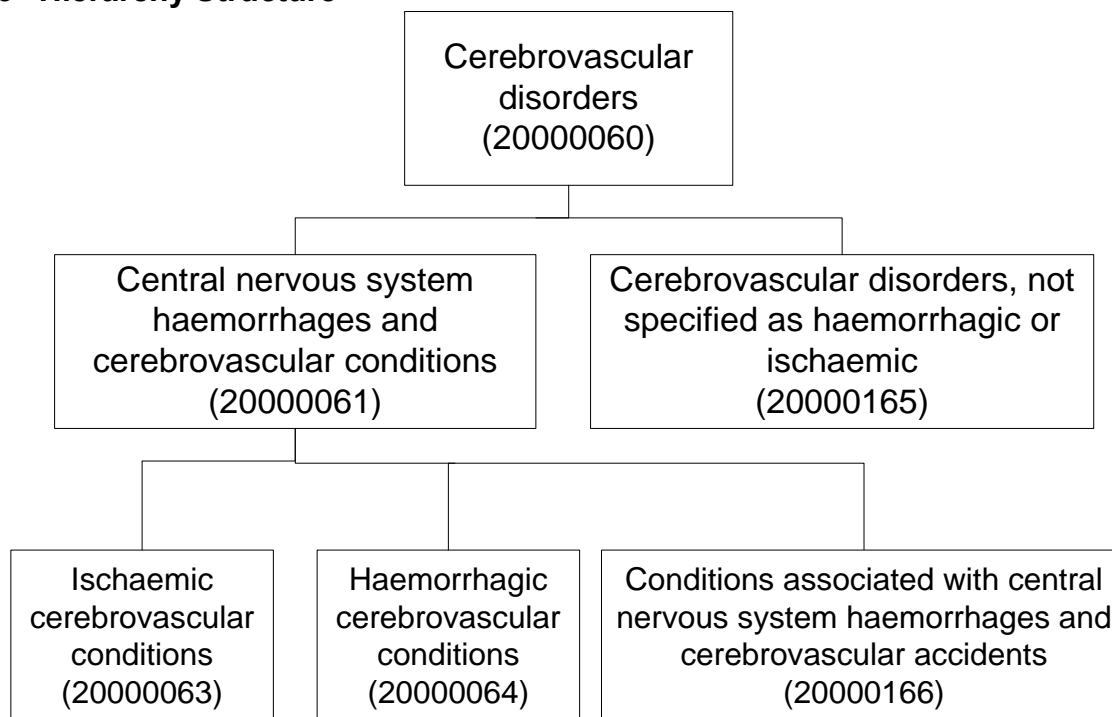 Hierarchy Structure
Cerebrovascular
disorders
(20000060)
Central nervous system
haemorrhages and
cerebrovascular conditions
(20000061)
Cerebrovascular disorders, not
specified as haemorrhagic or
ischaemic
(20000165)
Ischaemic
cerebrovascular
conditions
(20000063)
Haemorrhagic
cerebrovascular
conditions
(20000064)
Conditions associated with central
nervous system haemorrhages and
cerebrovascular accidents
(20000166)